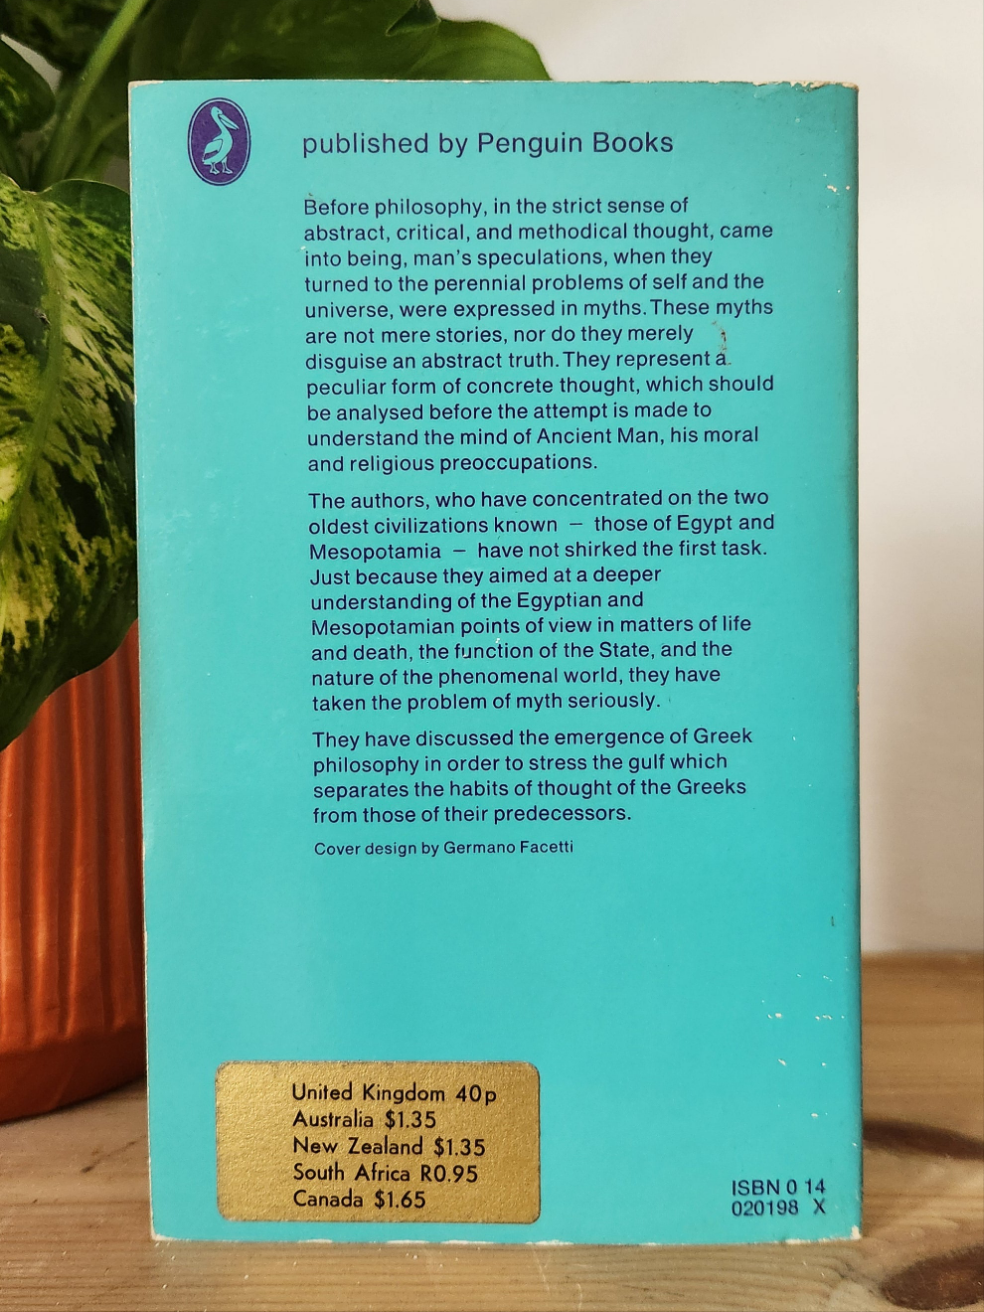 published by Penguin Books
Before philosophy, in the strict sense of
abstract, critical, and methodical thought, came
into being, man's speculations, when they
turned to the perennial problems of self and the
universe, were expressed in myths. These myths
are not mere stories, nor do they merely
disguise an abstract truth. They represent a
peculiar form of concrete thought, which should
be analysed before the attempt is made to
understand the mind of Ancient Man, his moral
and religious preoccupations.
The authors, who have concentrated on the two
oldest civilizations known – those of Egypt and
Mesopotamia – have not shirked the first task.
Just because they aimed at a deeper
understanding of the Egyptian and
Mesopotamian points of view in matters of life
and death, the function of the State, and the
nature of the phenomenal world, they have
taken the problem of myth seriously.
They have discussed the emergence of Greek
philosophy in order to stress the gulf which
separates the habits of thought of the Greeks
from those of their predecessors.
Cover design by Germano Facetti
United Kingdom 40p
Australia $1.35
New Zealand $1.35
South Africa R0.95
Canada $1.65
ISBN 0 14
020198 X